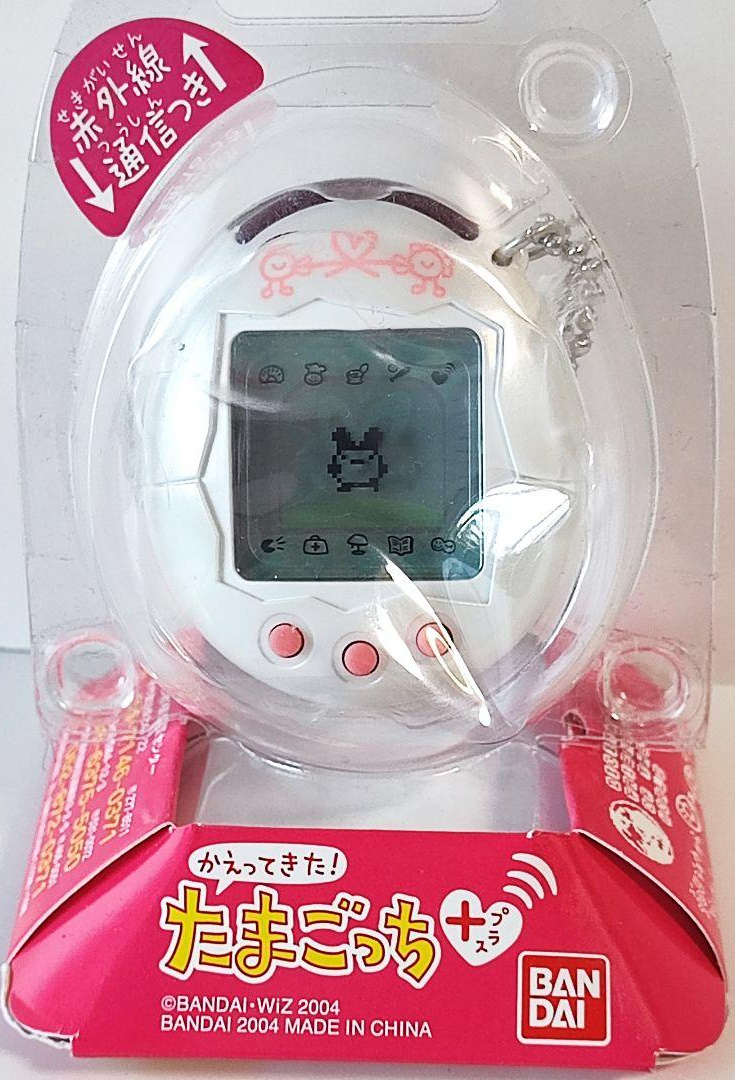 せきがいせん
赤外線
つうしん
通信つき
かえってきた!
たまごっち
+
プラス
©BANDAI・WiZ 2004
BANDAI 2004 MADE IN CHINA
BAN
DAI